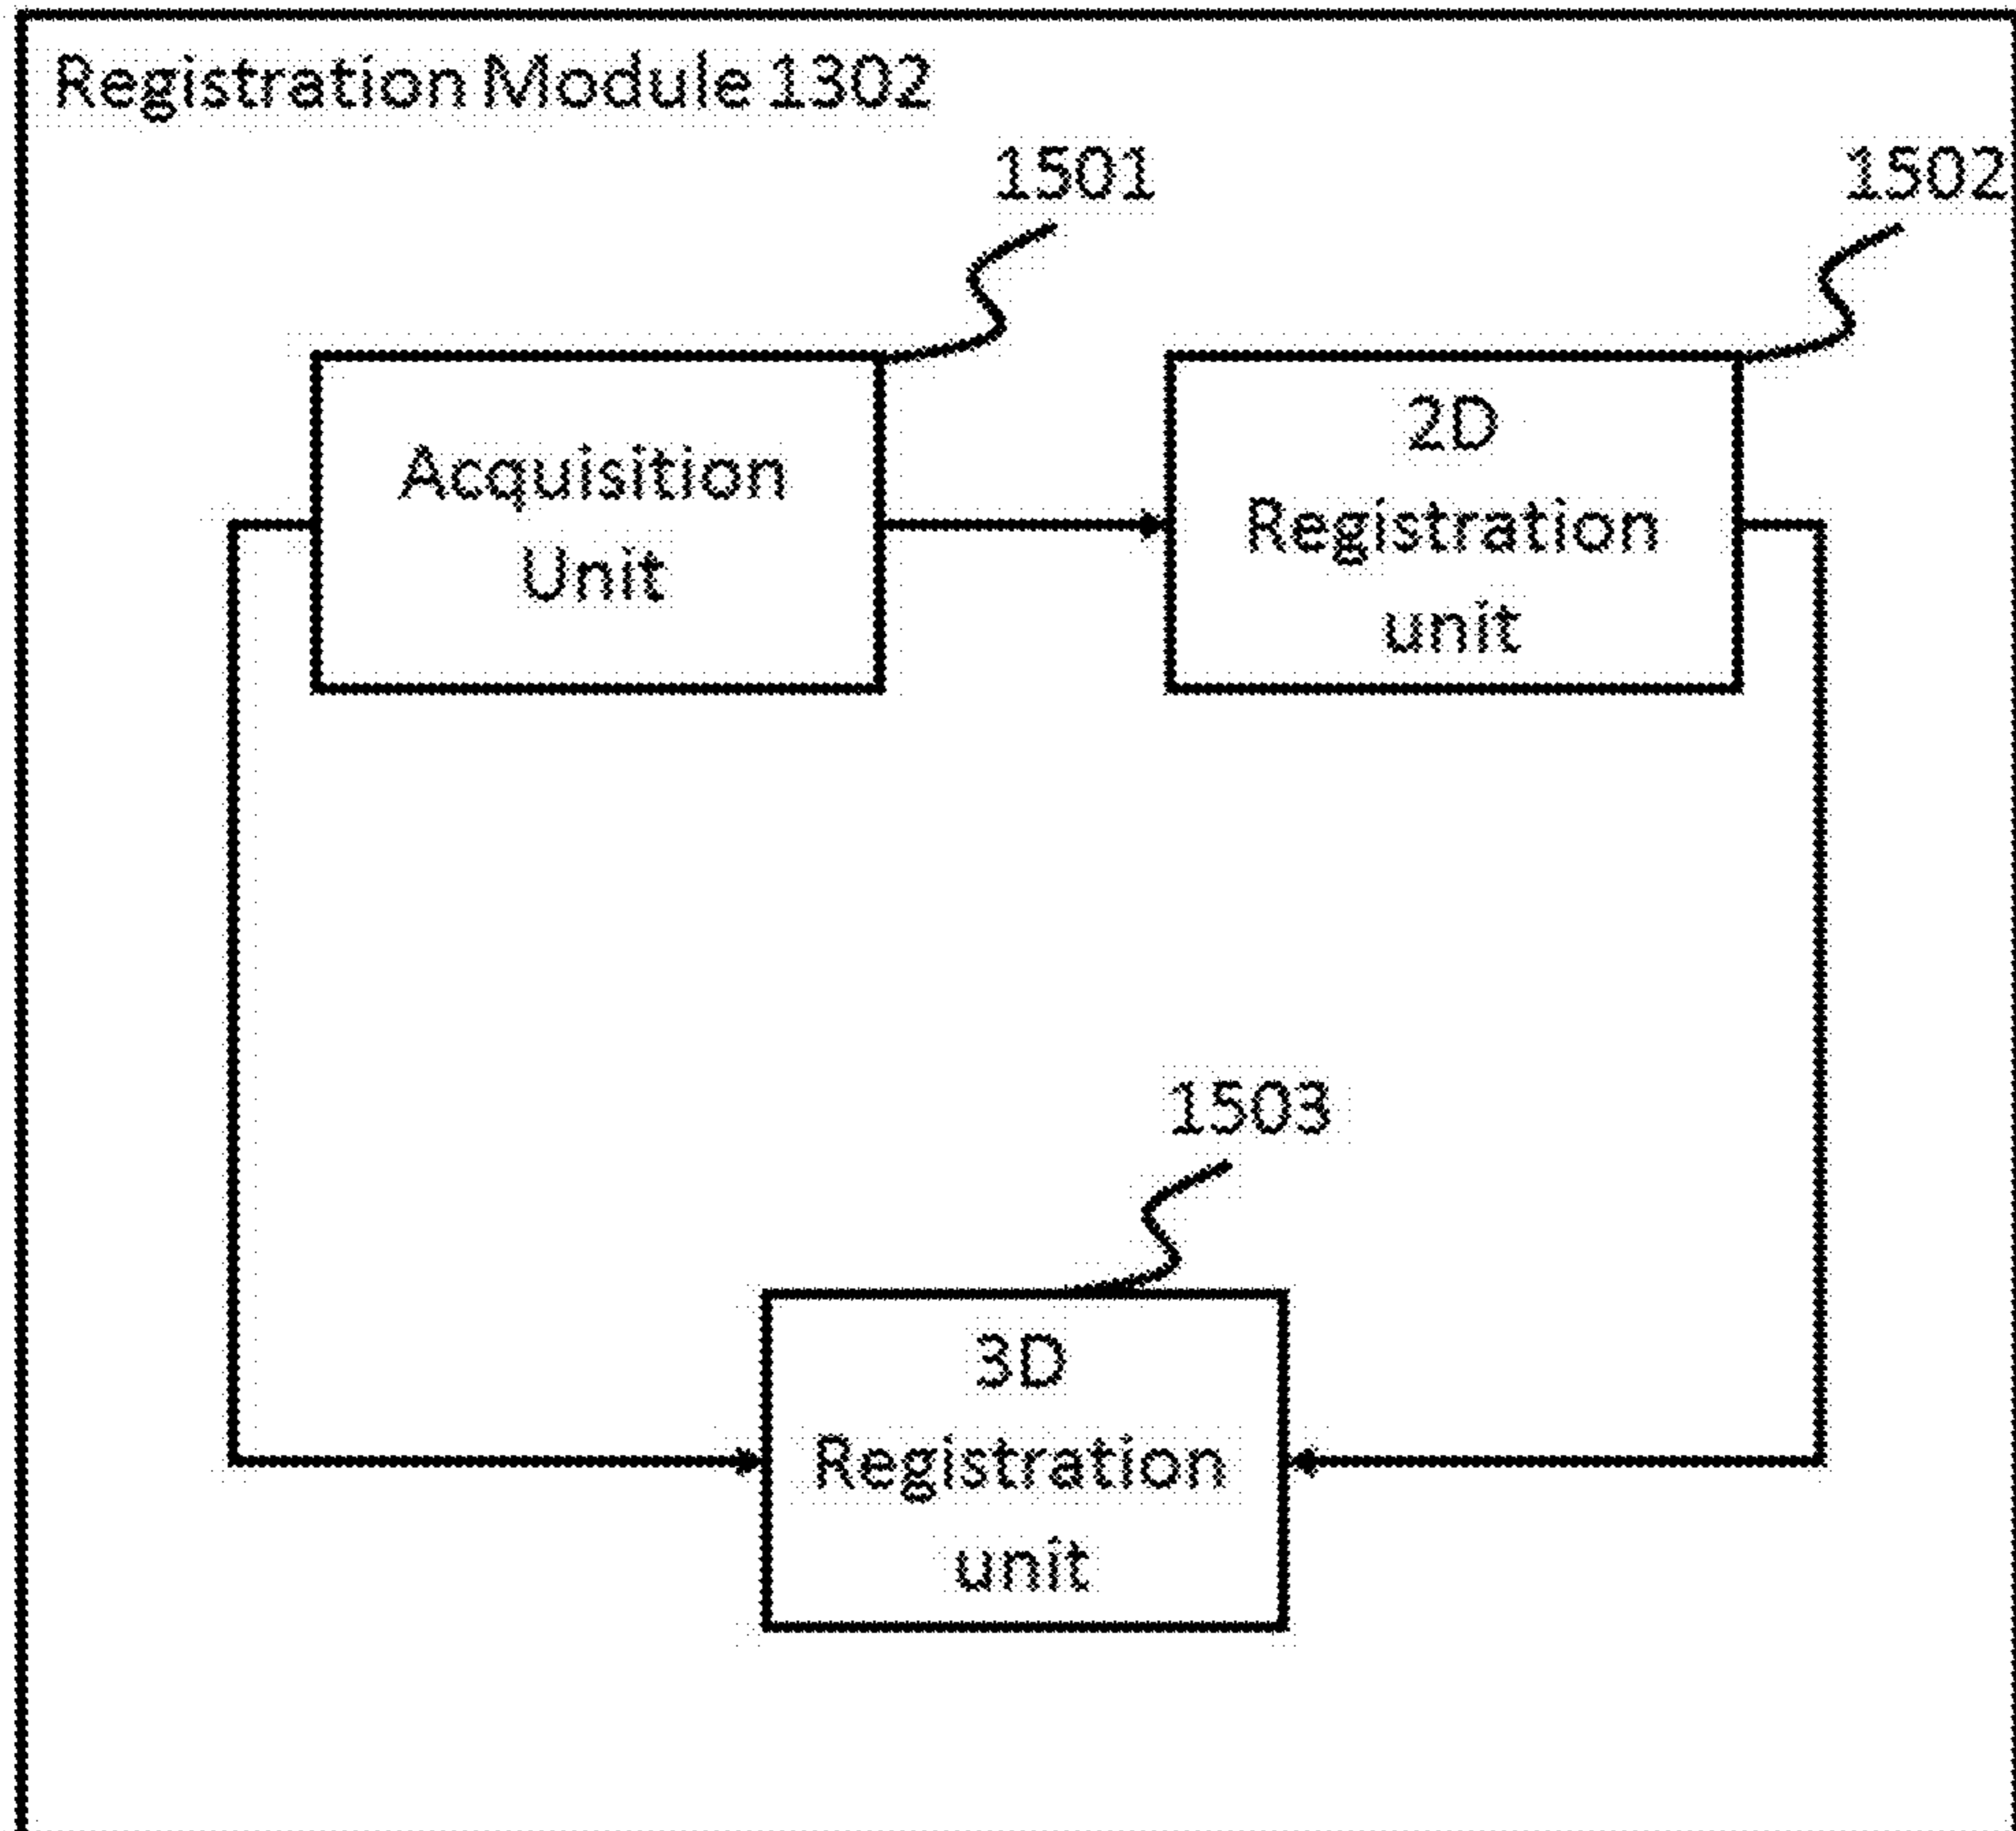 Registration Module 1302
1501
1502
Acquisition
Unit
2D
Registration
unit
1503
3D
Registration
unit